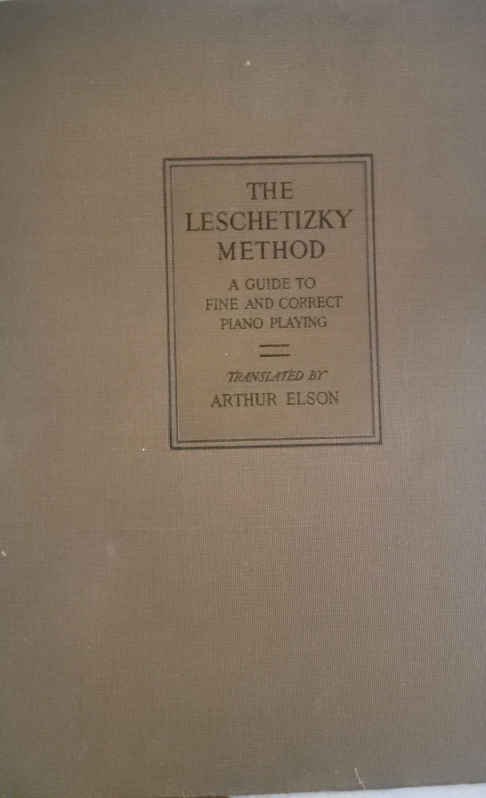 THE
LESCHETIZKY
METHOD
A GUIDE TO
FINE AND CORRECT
PIANO PLAYING
TRANSLATED BY
ARTHUR ELSON